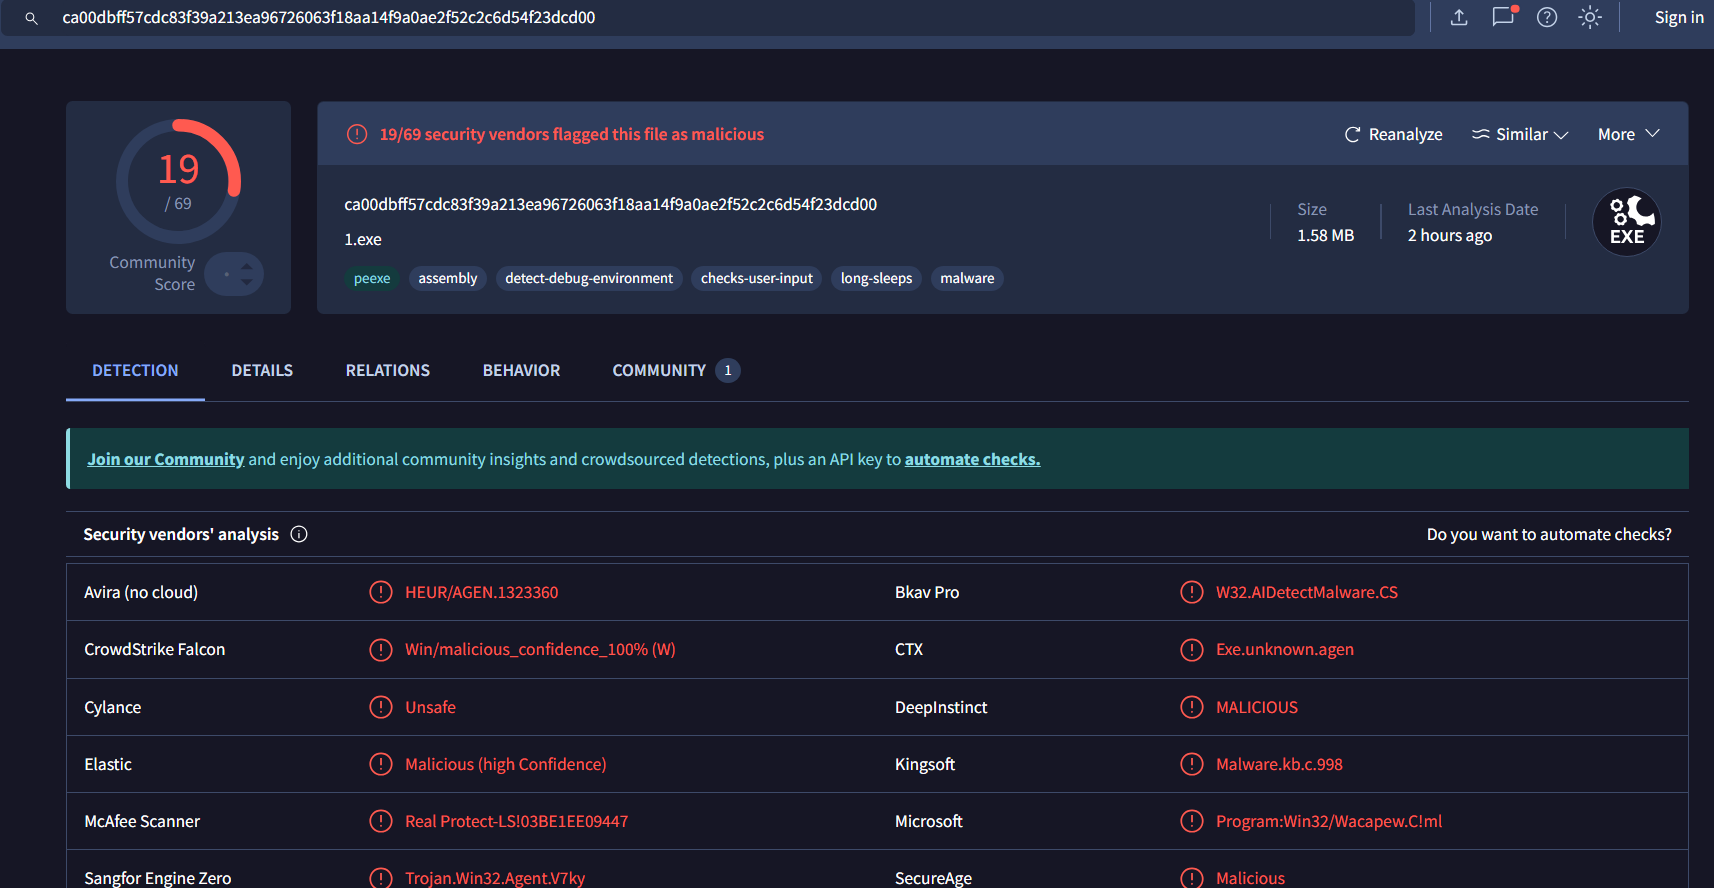 ca00dbff57cdc83f39a213ea96726063f18aa14f9a0ae2f52c2c6d54f23dcd00
Sign in
19
/ 69
Community
Score
19/69 security vendors flagged this file as malicious
Reanalyze
Similar
More
ca00dbff57cdc83f39a213ea96726063f18aa14f9a0ae2f52c2c6d54f23dcd00
1.exe
peexe
assembly
detect-debug-environment
checks-user-input
long-sleeps
malware
Size
1.58 MB
Last Analysis Date
2 hours ago
EXE
DETECTION
DETAILS
RELATIONS
BEHAVIOR
COMMUNITY 1
Join our Community and enjoy additional community insights and crowdsourced detections, plus an API key to automate checks.
Security vendors' analysis
Do you want to automate checks?
Avira (no cloud) HEUR/AGEN.1323360 Bkav Pro W32.AIDetectMalware.CS
CrowdStrike Falcon Win/malicious_confidence_100% (W) CTX Exe.unknown.agen
Cylance Unsafe DeepInstinct MALICIOUS
Elastic Malicious (high Confidence) Kingsoft Malware.kb.c.998
McAfee Scanner Real Protect-LS!03BE1EE09447 Microsoft Program:Win32/Wacapew.C!ml
Sangfor Engine Zero Trojan.Win32.Agent.V7ky SecureAge Malicious